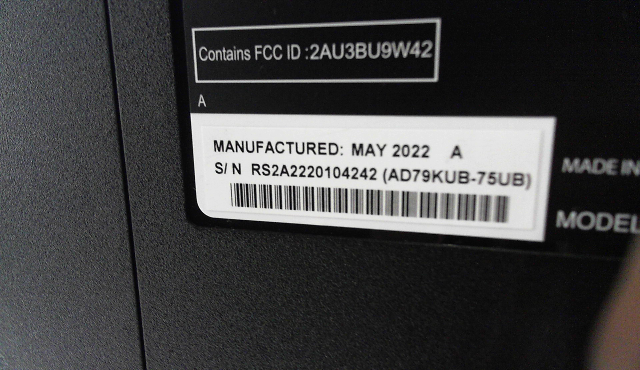 Contains FCC ID :2AU3BU9W42
A
MANUFACTURED: MAY 2022 A
S/ N RS2A2220104242 (AD79KUB-75UB)
MADE IN
MODEL